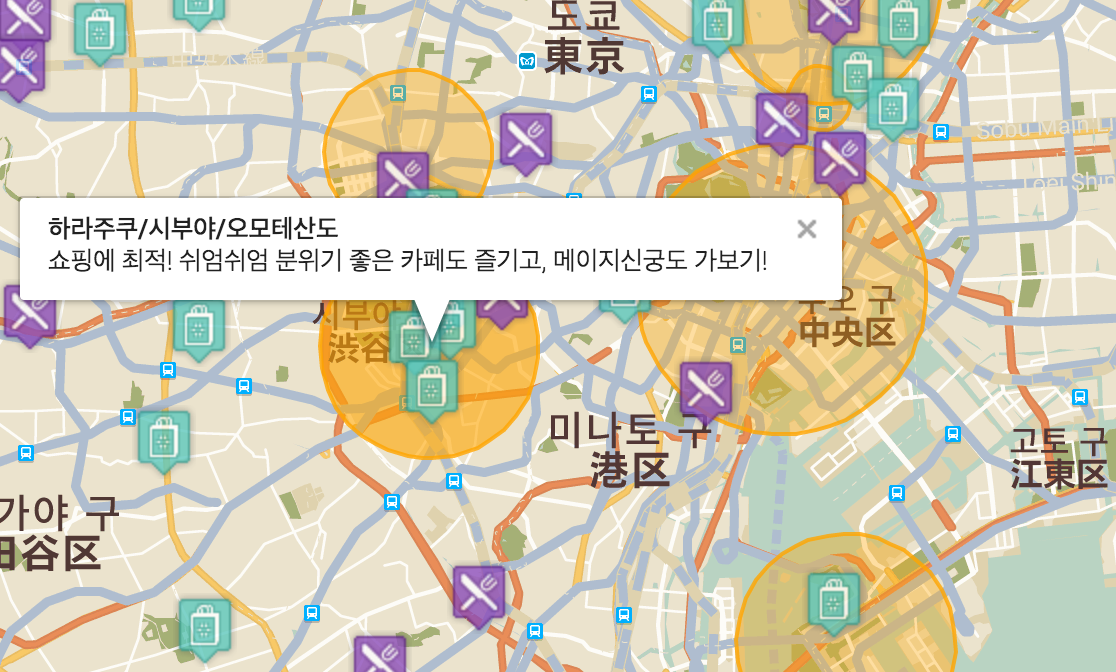 도쿄
東京
中央本線
Sobu Main Li
Toei Shin
하라주쿠/시부야/오모테산도
쇼핑에 최적! 쉬엄쉬엄 분위기 좋은 카페도 즐기고, 메이지신궁도 가보기!
시부야
渋谷
오 구
中央区
미나토 구
港区
고토 구
江東区
가야 구
田谷区